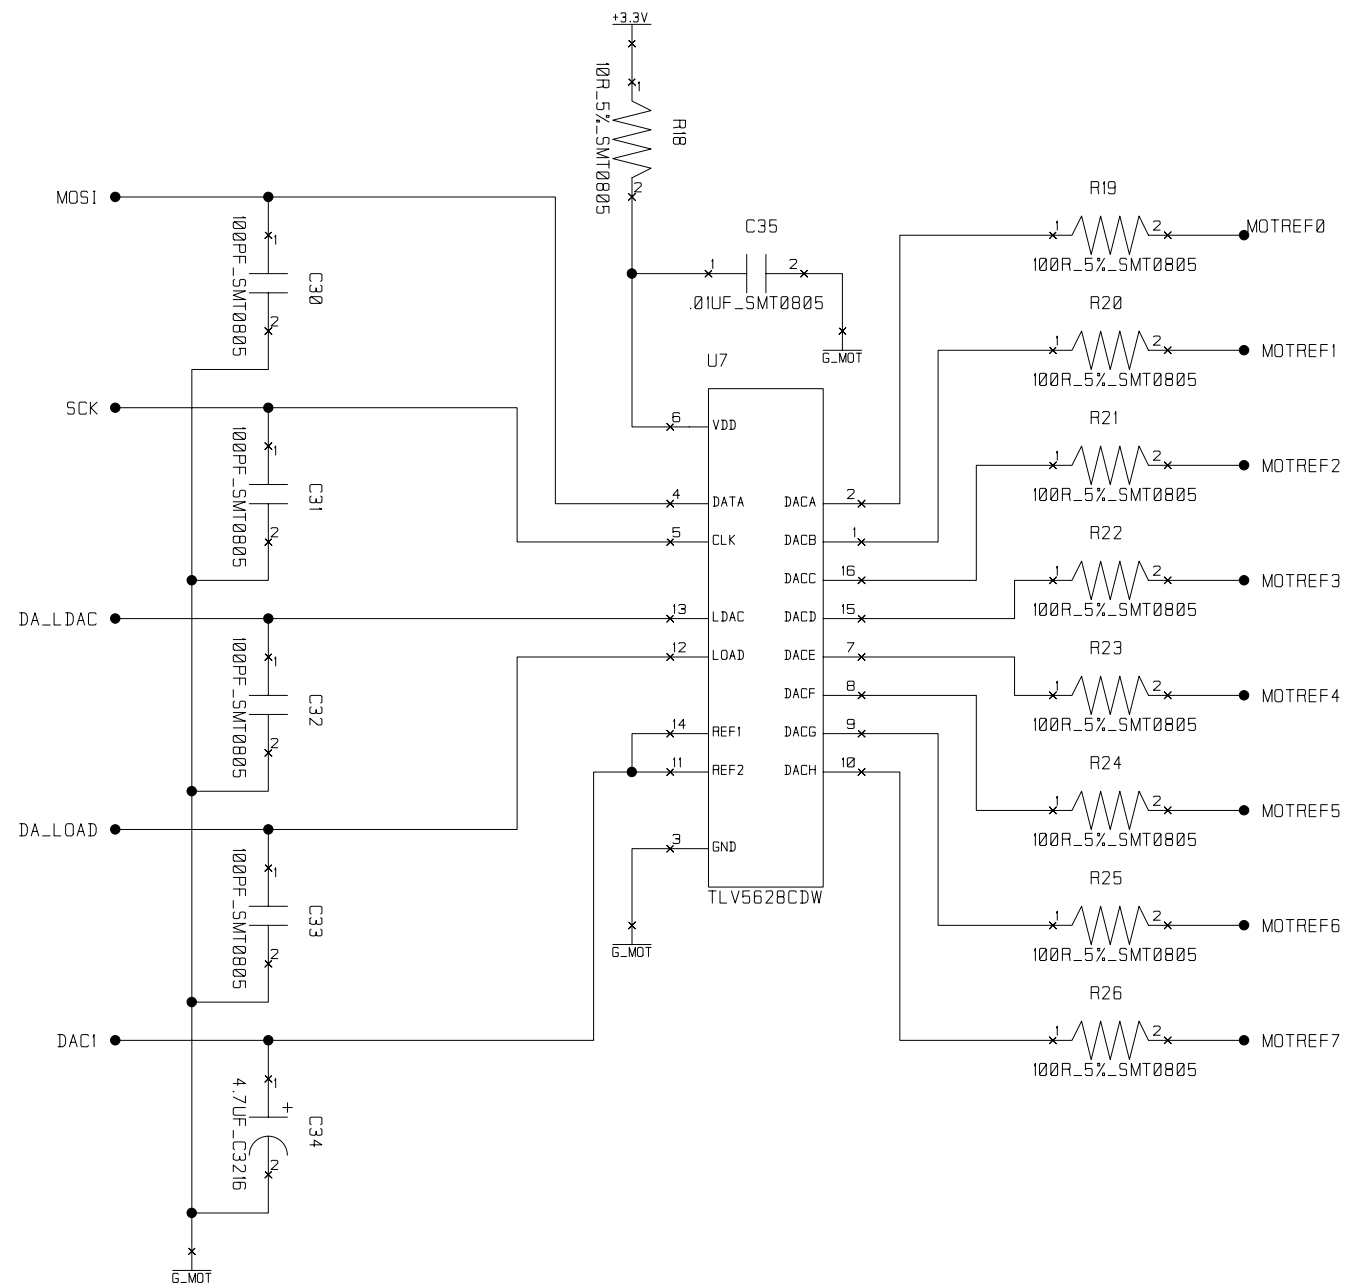 +3.3V
1
10R_5%_SMT0805
R18
2
MOSI
1
100PF_SMT0805
C30
2
C35
1
2
.01UF_SMT0805
G_MOT
SCK
1
100PF_SMT0805
C31
2
DA_LDAC
1
100PF_SMT0805
C32
2
DA_LOAD
1
100PF_SMT0805
C33
2
DAC1
1
+
4.7UF_C3216
C34
2
G_MOT
U7
6 VDD
4 DATA
5 CLK
13 LDAC
12 LOAD
14 REF1
11 REF2
3 GND
DACA 2
DACB 1
DACC 16
DACD 15
DACE 7
DACF 8
DACG 9
DACH 10
TLV5628CDW
G_MOT
R19
1 2 MOTREF0
100R_5%_SMT0805
R20
1 2 MOTREF1
100R_5%_SMT0805
R21
1 2 MOTREF2
100R_5%_SMT0805
R22
1 2 MOTREF3
100R_5%_SMT0805
R23
1 2 MOTREF4
100R_5%_SMT0805
R24
1 2 MOTREF5
100R_5%_SMT0805
R25
1 2 MOTREF6
100R_5%_SMT0805
R26
1 2 MOTREF7
100R_5%_SMT0805